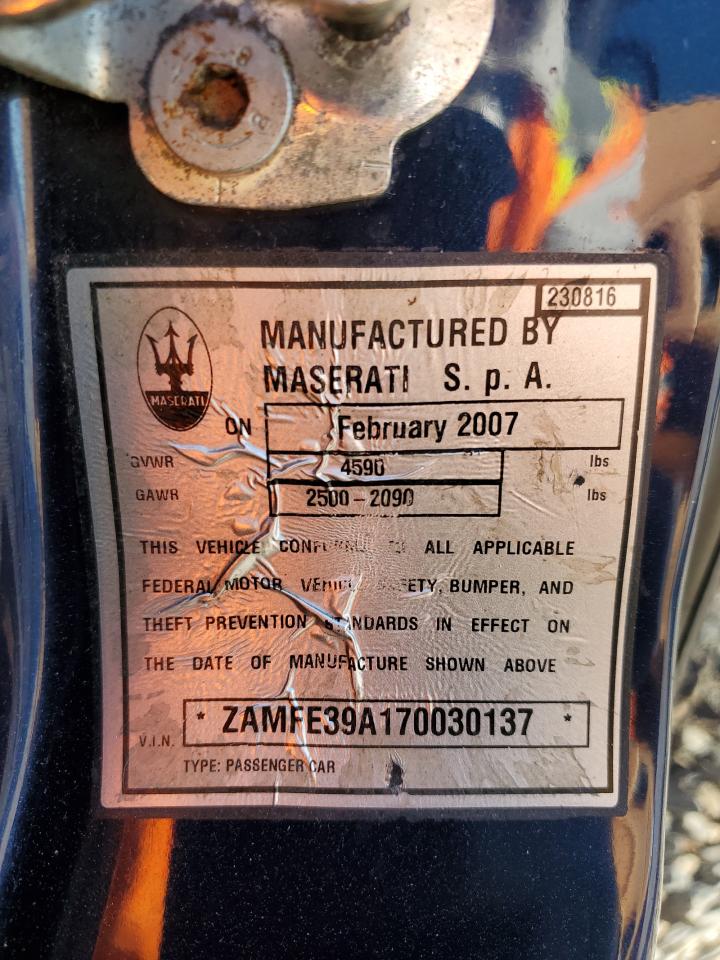 230816
MANUFACTURED BY
MASERATI S. p. A.
MASERATI
ON February 2007
GVWR 4590 lbs
GAWR 2500-2090 lbs
THIS VEHICLE ALL APPLICABLE
FEDERAL MOTOR BUMPER, AND
THEFT PREVENTION STANDARDS IN EFFECT ON
THE DATE OF MANUFACTURE SHOWN ABOVE
V.I.N. * ZAMFE39A170030137 *
TYPE: PASSENGER CAR